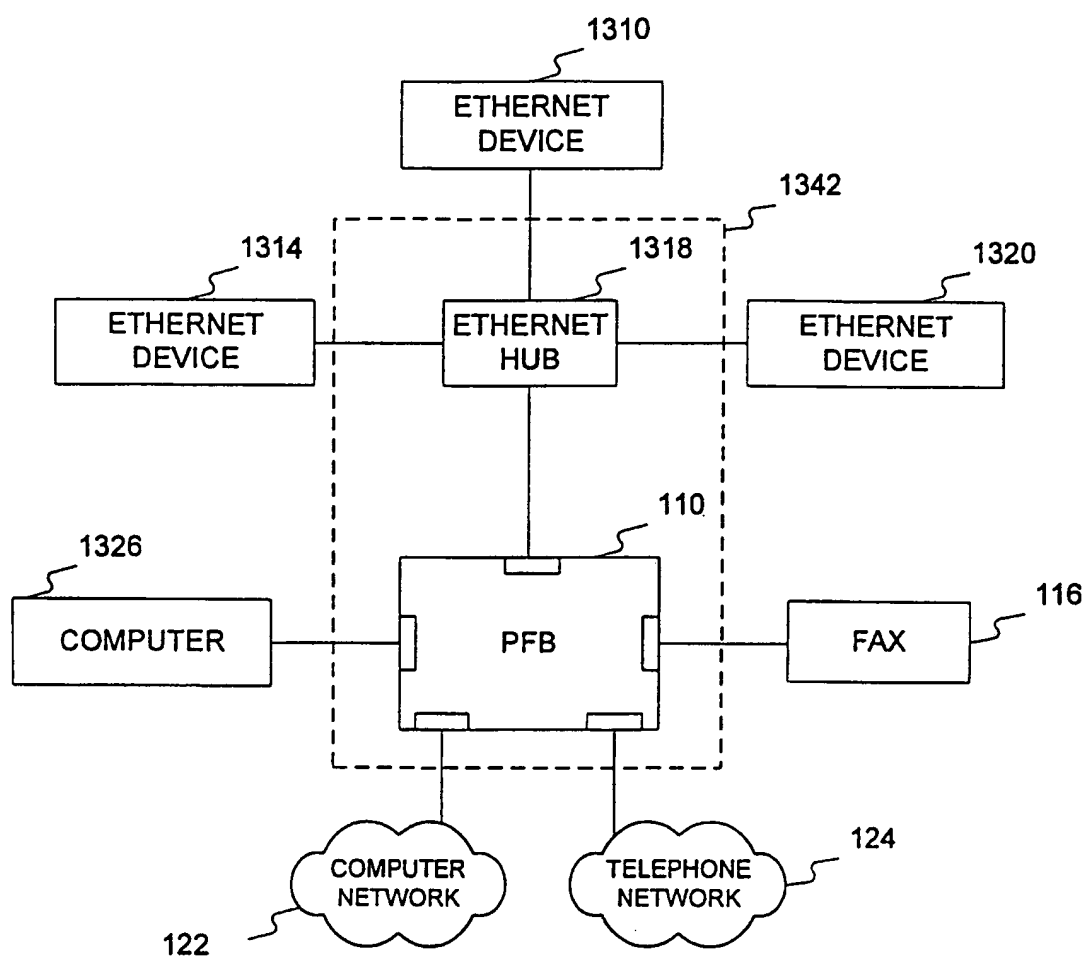 1310
ETHERNET
DEVICE
1342
1314
1318
1320
ETHERNET
DEVICE
ETHERNET
HUB
ETHERNET
DEVICE
110
1326
116
COMPUTER
PFB
FAX
COMPUTER
NETWORK
TELEPHONE
NETWORK
124
122